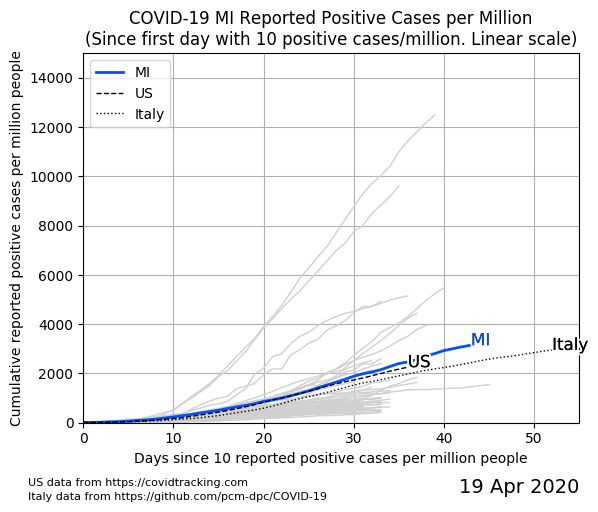 COVID-19 MI Reported Positive Cases per Million
(Since first day with 10 positive cases/million. Linear scale)
Cumulative reported positive cases per million people
14000
12000
10000
8000
6000
4000
2000
0
MI
US
Italy
MI
US
Italy
0 10 20 30 40 50
Days since 10 reported positive cases per million people
US data from https://covidtracking.com
Italy data from https://github.com/pcm-dpc/COVID-19
19 Apr 2020